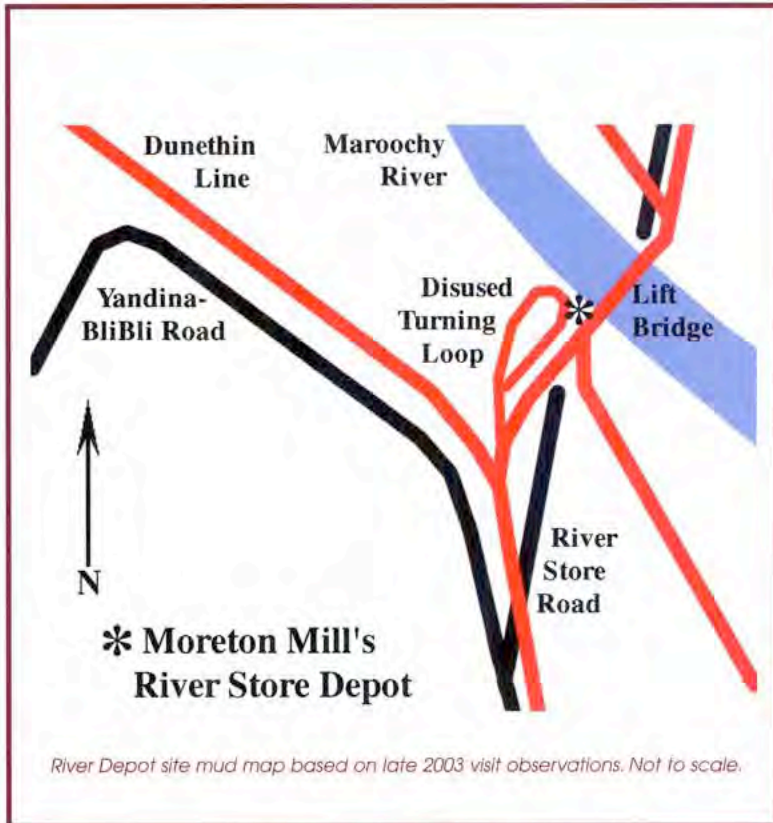 Dunethin
Line
Maroochy
River
Yandina-
BliBli Road
Disused
Turning
Loop
Lift
Bridge
River
Store
Road
N
* Moreton Mill's
River Store Depot
River Depot site mud map based on late 2003 visit observations. Not to scale.